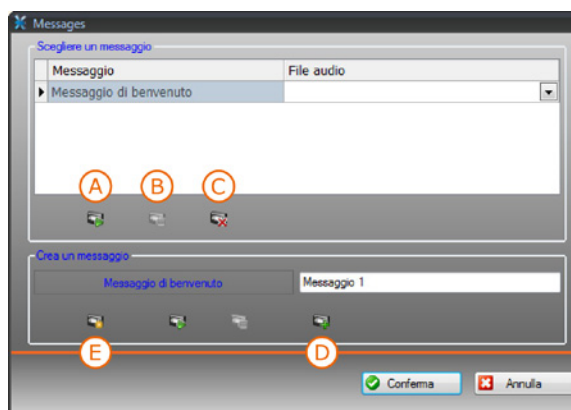 Messages
Scegliere un messaggio
Messaggio File audio
Messaggio di benvenuto
A B C
Crea un messaggio
Messaggio di benvenuto Messaggio 1
E D
Conferma Annulla